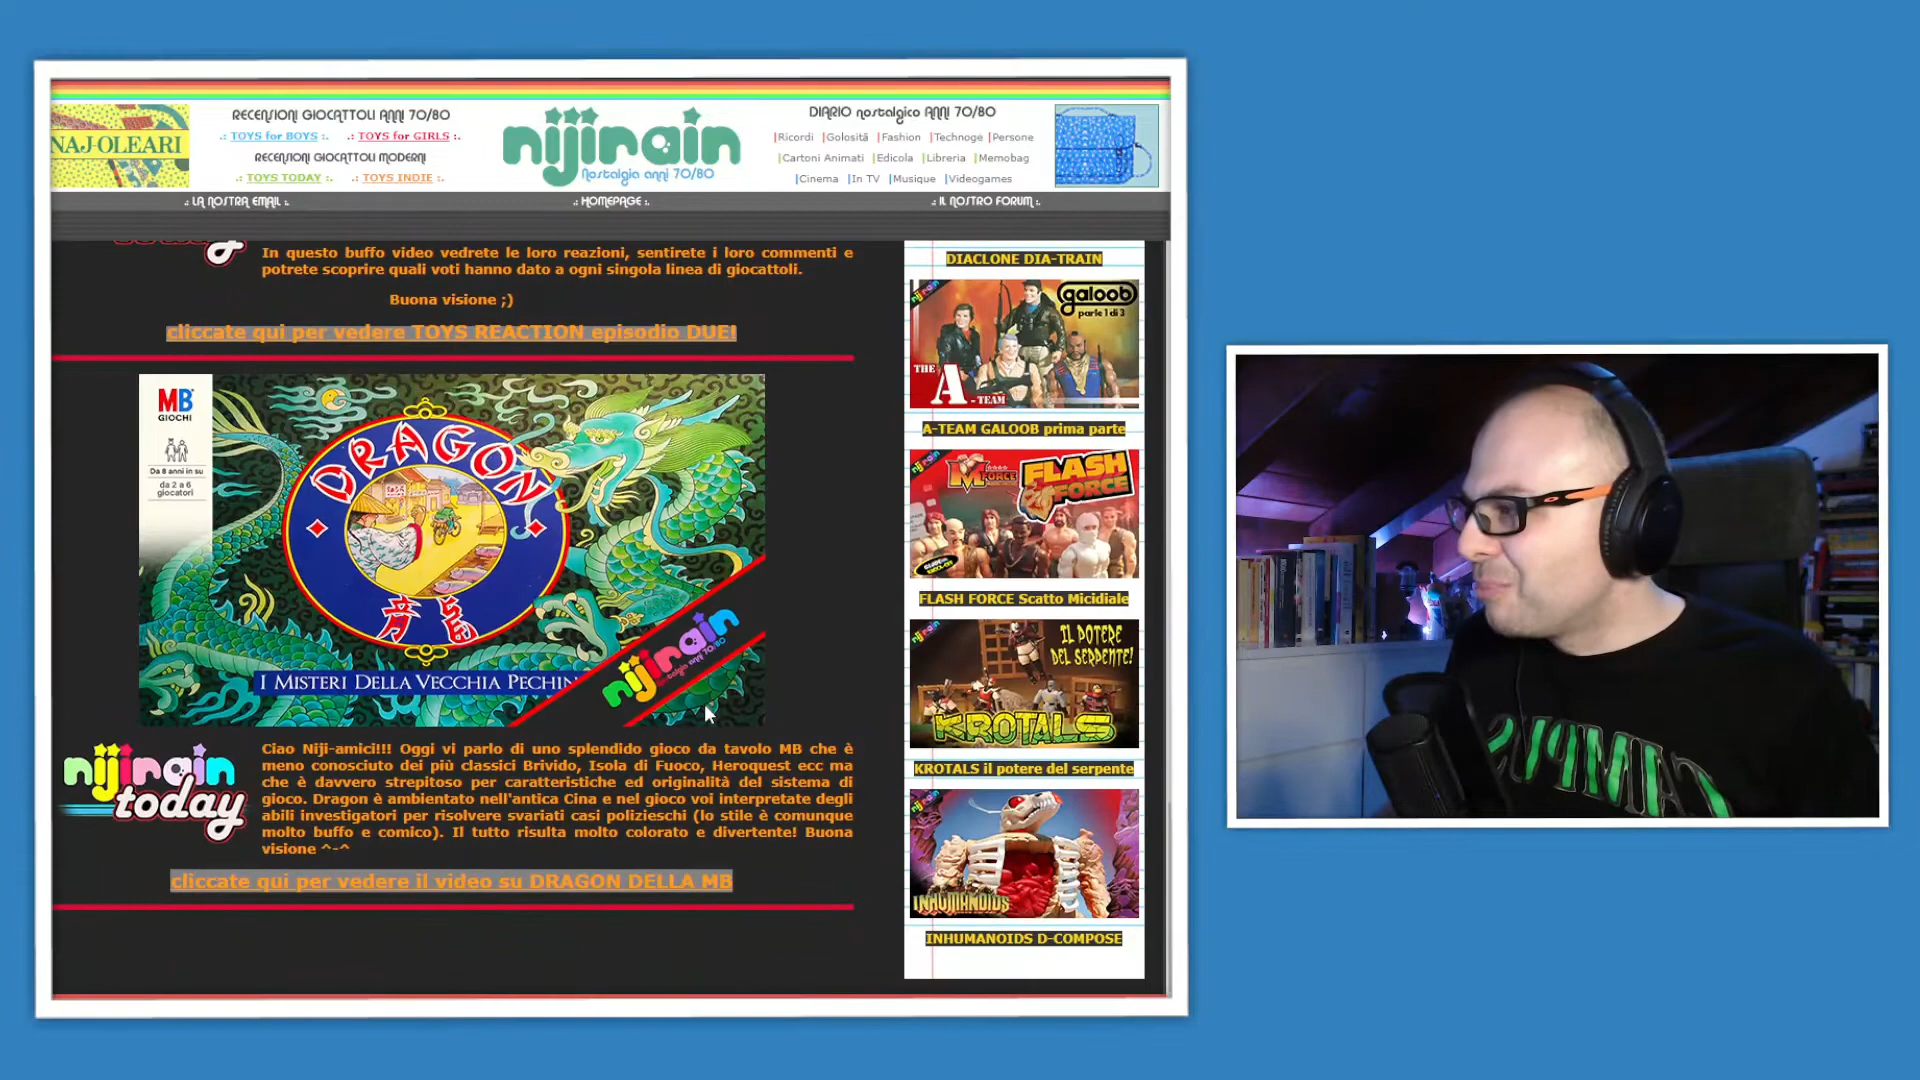 NAJ-OLEARI
RECENSIONI GIOCATTOLI ANNI 70/80
.: TOYS for BOYS :. .: TOYS for GIRLS :.
RECENSIONI GIOCATTOLI MODERNI
.: TOYS TODAY :. .: TOYS INDIE :.
nijirain
Nostalgia anni 70/80
DIARIO nostalgico ANNI 70/80
|Ricordi |Golosità |Fashion |Technoge |Persone
|Cartoni Animati |Edicola |Libreria |Memobag
|Cinema |In TV |Musique |Videogames
.: LA NOSTRA EMAIL :. .: HOMEPAGE :. .: IL NOSTRO FORUM :.
In questo buffo video vedrete le loro reazioni, sentirete i loro commenti e
potrete scoprire quali voti hanno dato a ogni singola linea di giocattoli.
Buona visione ;)
cliccate qui per vedere TOYS REACTION episodio DUE!
MB
GIOCHI
Da 8 anni in su
da 2 a 6
giocatori
DRAGON
I MISTERI DELLA VECCHIA PECHIN
nijirain
nostalgia anni 70/80
nijirain
today
Ciao Niji-amici!!! Oggi vi parlo di uno splendido gioco da tavolo MB che è
meno conosciuto dei più classici Brivido, Isola di Fuoco, Heroquest ecc ma
che è davvero strepitoso per caratteristiche ed originalità del sistema di
gioco. Dragon è ambientato nell'antica Cina e nel gioco voi interpretate degli
abili investigatori per risolvere svariati casi polizieschi (lo stile è comunque
molto buffo e comico). Il tutto risulta molto colorato e divertente! Buona
visione ^-^
cliccate qui per vedere il video su DRAGON DELLA MB
DIACLONE DIA-TRAIN
nijirain
galoob
parte 1 di 3
THE
A-TEAM
A-TEAM GALOOB prima parte
nijirain
M FORCE
FLASH
FORCE
FLASH FORCE Scatto Micidiale
nijirain
IL POTERE
DEL SERPENTE!
KROTALS
KROTALS il potere del serpente
nijirain
INHUMANOIDS
INHUMANOIDS D-COMPOSE